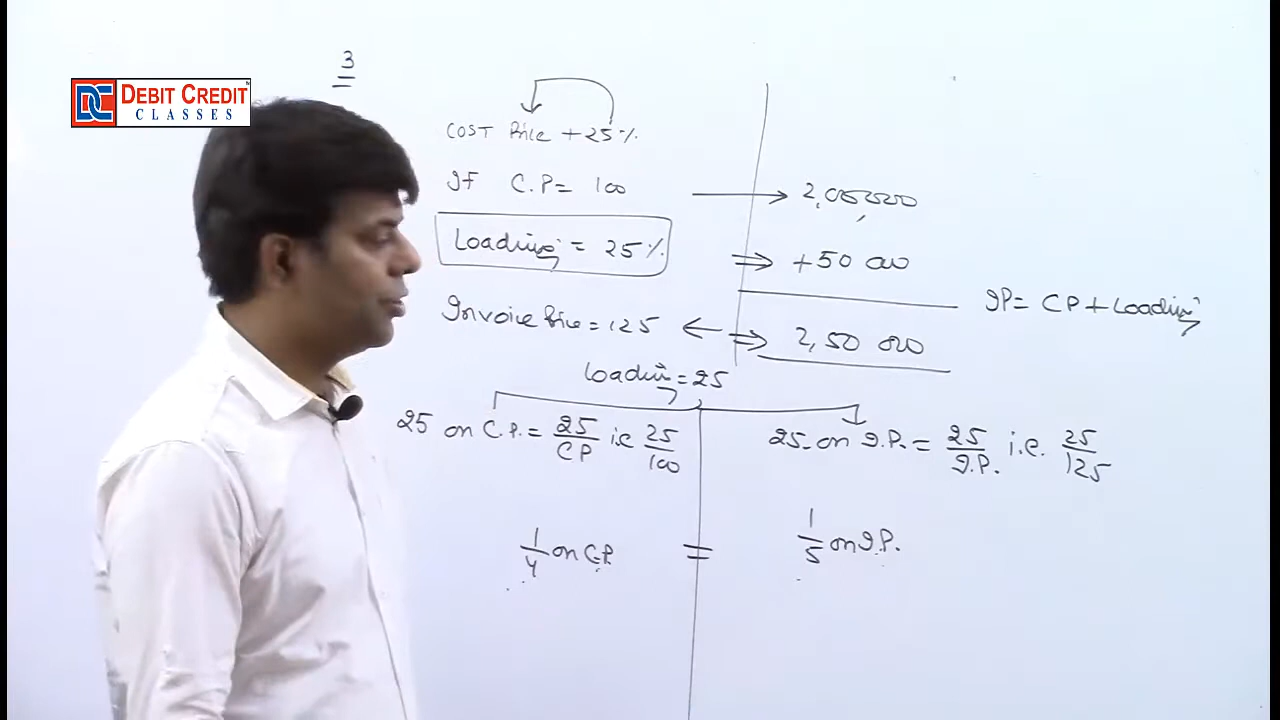 3
DEBIT CREDIT
CLASSES
COST Price +25%
If C.P= 100 → 2,00,000
Loading = 25% ⇒ +50 000
IP= CP+Loading
Invoice Price = 125 ← ⇒ 2,50 000
Loading = 25
25 on C.P. = 25/CP i.e 25/100
25 on I.P. = 25/I.P. i.e. 25/125
1/4 on C.P. = 1/5 on I.P.